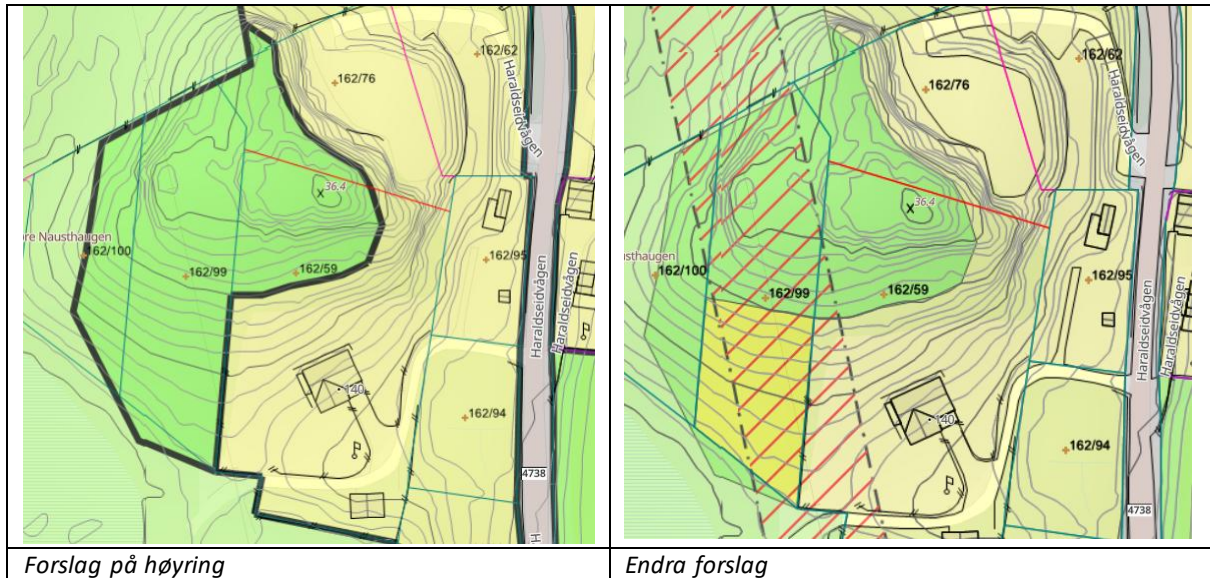 162/62
162/76
Haraldseidvågen
36.4
re Nausthaugen
162/100
162/99
162/59
162/95
Haraldseidvågen
Haraldseidvågen
140
162/94
4738
H
Forslag på høyring
162/62
162/76
Haraldseidvågen
36.4
usthaugen
162/100
162/99
162/59
162/95
Haraldseidvågen
Haraldseidvågen
140
162/94
4738
Endra forslag